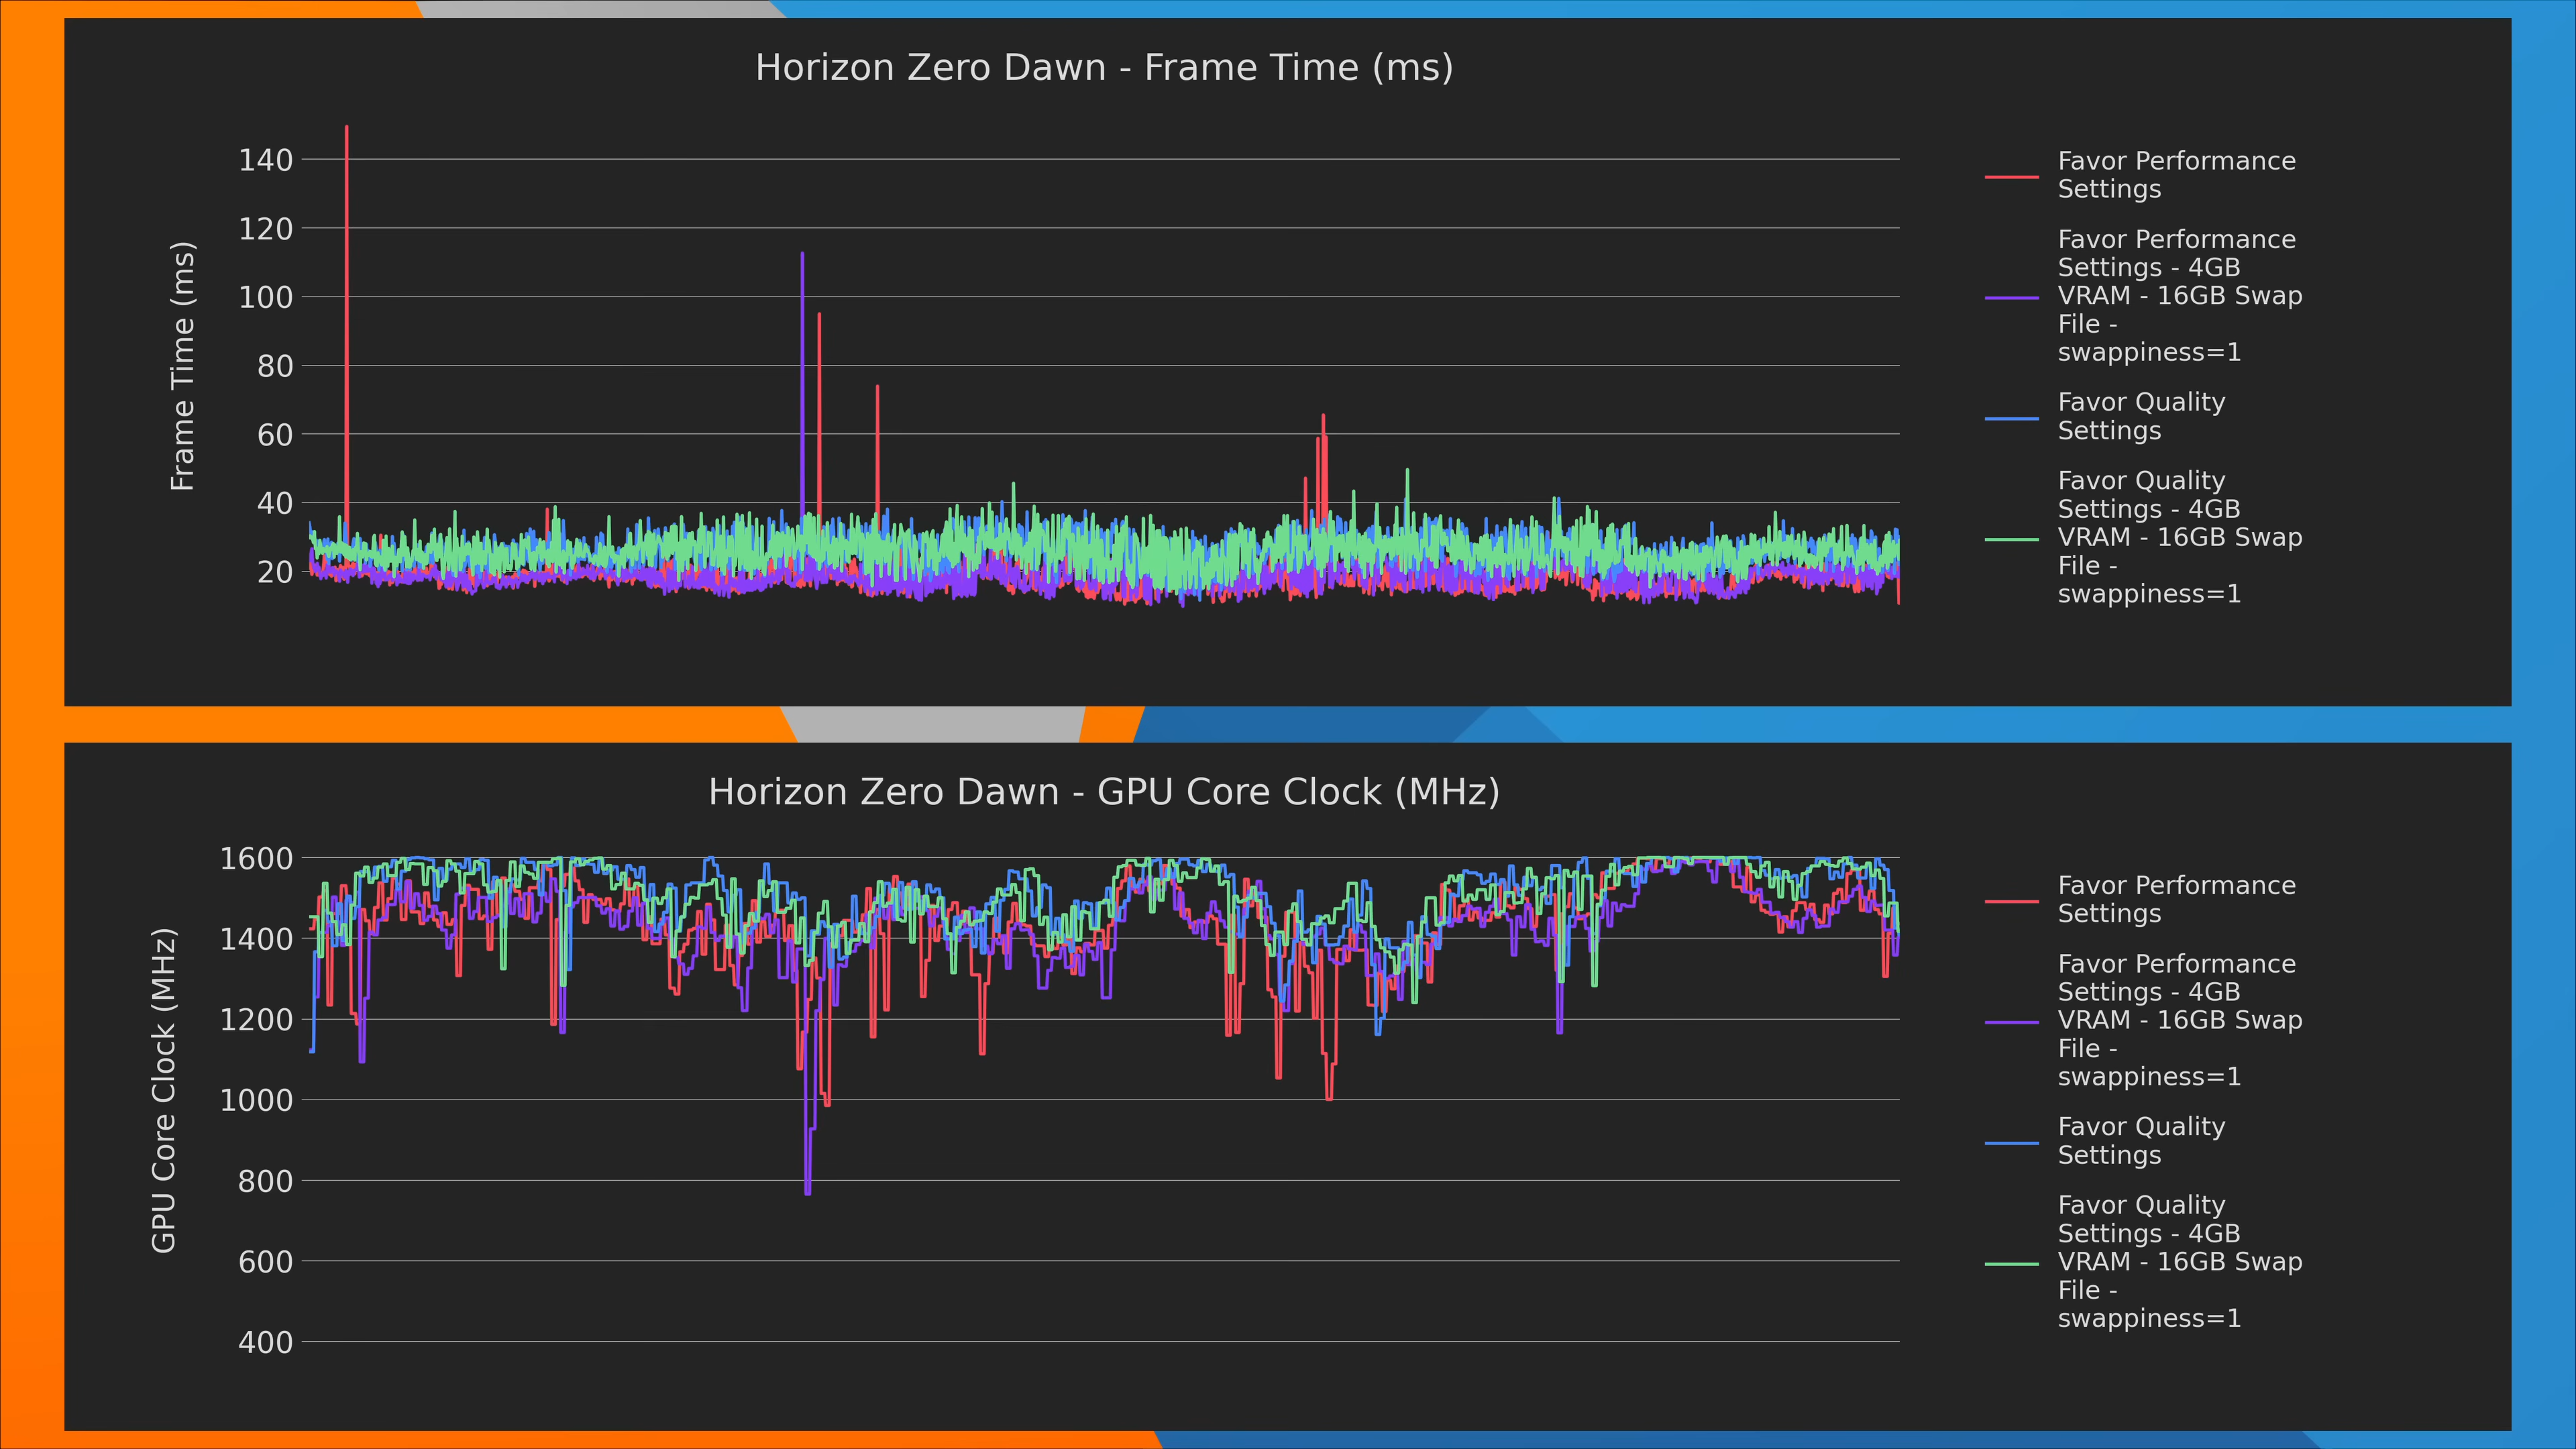 Horizon Zero Dawn - Frame Time (ms)
Frame Time (ms)
140
120
100
80
60
40
20
Favor Performance
Settings
Favor Performance
Settings - 4GB
VRAM - 16GB Swap
File -
swappiness=1
Favor Quality
Settings
Favor Quality
Settings - 4GB
VRAM - 16GB Swap
File -
swappiness=1
Horizon Zero Dawn - GPU Core Clock (MHz)
GPU Core Clock (MHz)
1600
1400
1200
1000
800
600
400
Favor Performance
Settings
Favor Performance
Settings - 4GB
VRAM - 16GB Swap
File -
swappiness=1
Favor Quality
Settings
Favor Quality
Settings - 4GB
VRAM - 16GB Swap
File -
swappiness=1